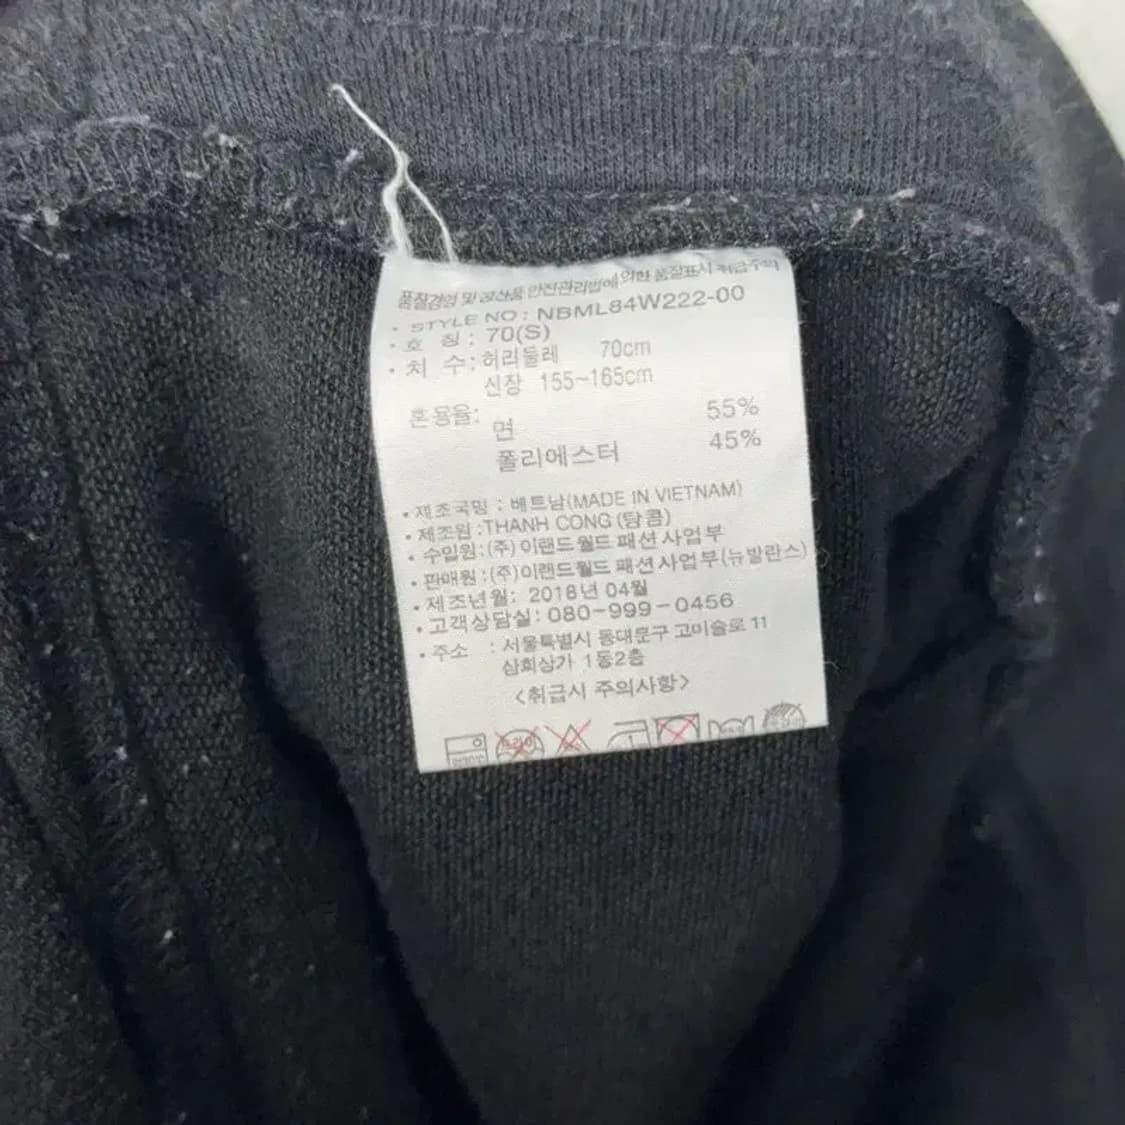 품질경영 및 공산품 안전관리법에 의한 품질표시 취급주의
• STYLE NO : NBML84W222-00
• 호 칭 : 70(S)
• 치 수 : 허리둘레 70cm
신장 155~165cm
혼용율:
면 55%
폴리에스터 45%
• 제조국명 : 베트남(MADE IN VIETNAM)
• 제조원 : THANH CONG (탕콤)
• 수입원 : (주) 이랜드월드 패션 사업부
• 판매원 : (주)이랜드월드 패션 사업부 (뉴발란스)
• 제조년월: 2018년 04월
• 고객상담실: 080-999-0456
• 주소 : 서울특별시 동대문구 고미술로 11
삼희상가 1동2층
<취급시 주의사항>